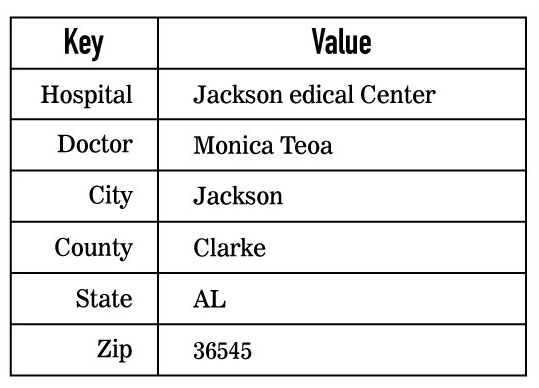 Key Value
Hospital Jackson edical Center
Doctor Monica Teoa
City Jackson
County Clarke
State AL
Zip 36545